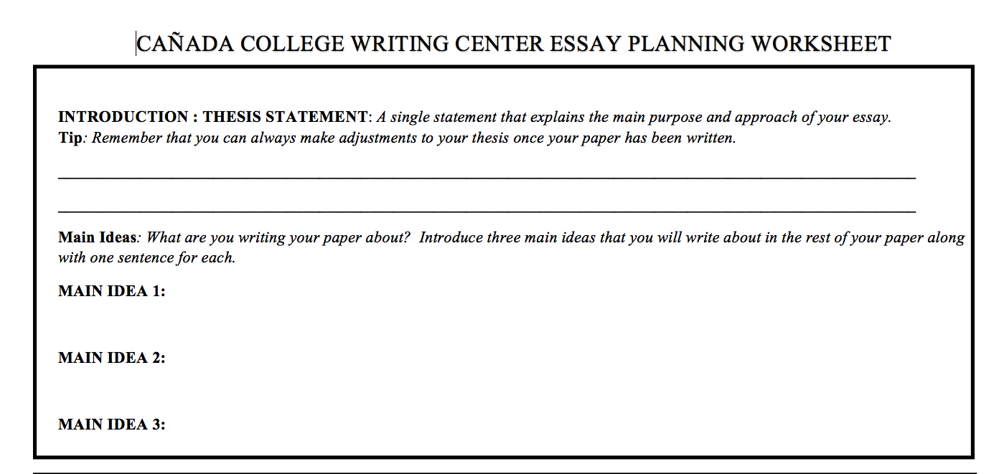 CAÑADA COLLEGE WRITING CENTER ESSAY PLANNING WORKSHEET
INTRODUCTION : THESIS STATEMENT: A single statement that explains the main purpose and approach of your essay.
Tip: Remember that you can always make adjustments to your thesis once your paper has been written.
Main Ideas: What are you writing your paper about?  Introduce three main ideas that you will write about in the rest of your paper along
with one sentence for each.
MAIN IDEA 1:
MAIN IDEA 2:
MAIN IDEA 3: